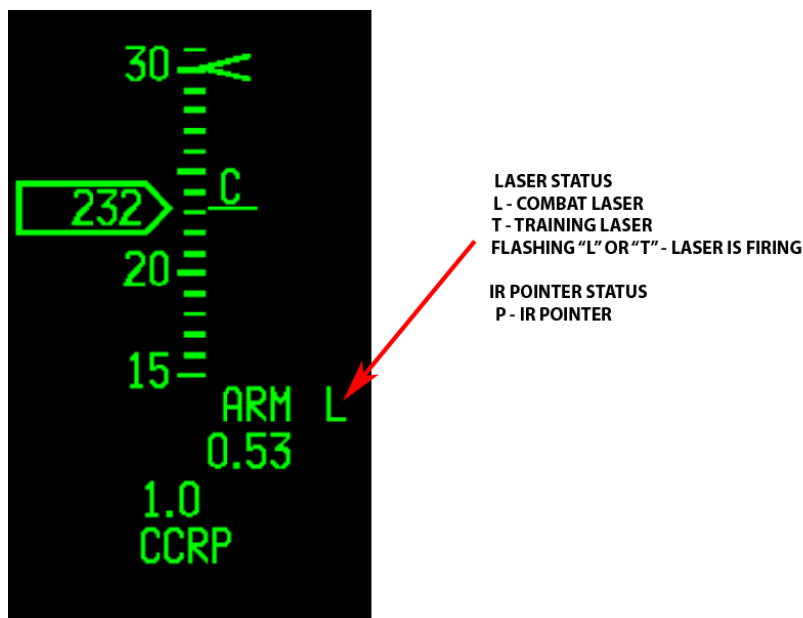 30
C
232
20
15
ARM L
0.53
1.0
CCRP
LASER STATUS
L - COMBAT LASER
T - TRAINING LASER
FLASHING “L” OR “T” - LASER IS FIRING
IR POINTER STATUS
P - IR POINTER